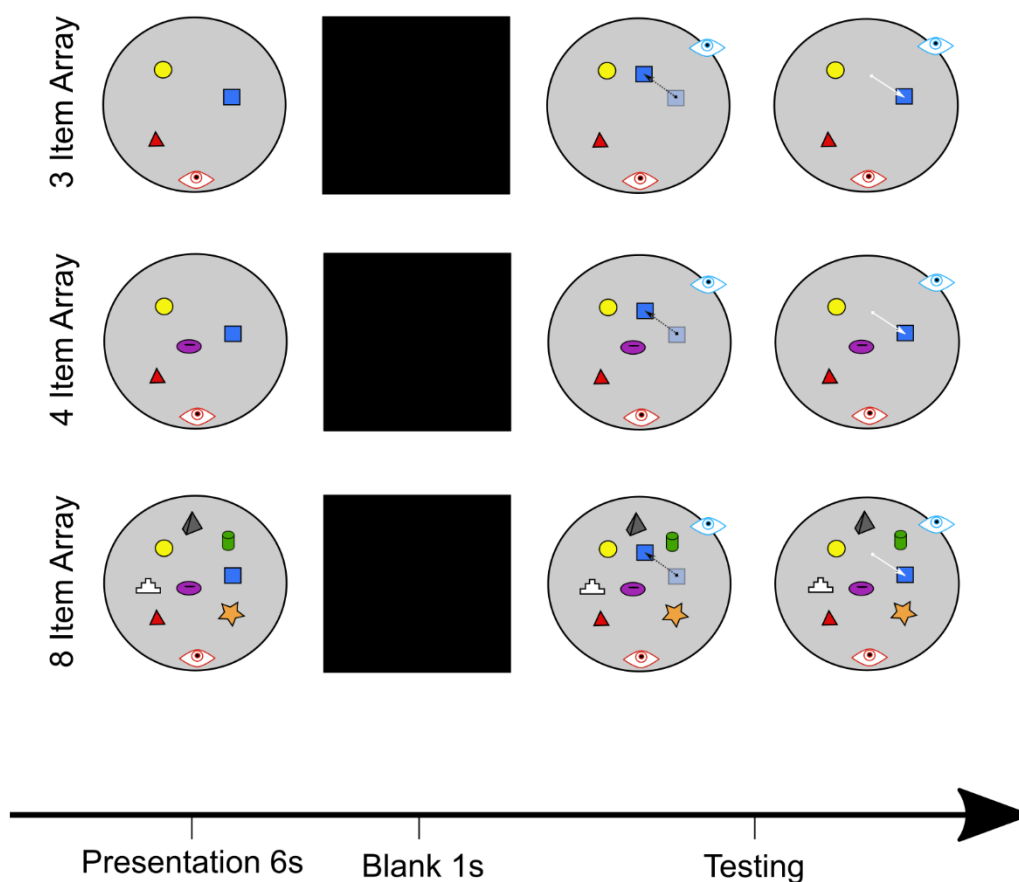 3 Item Array
4 Item Array
8 Item Array
Presentation 6s
Blank 1s
Testing